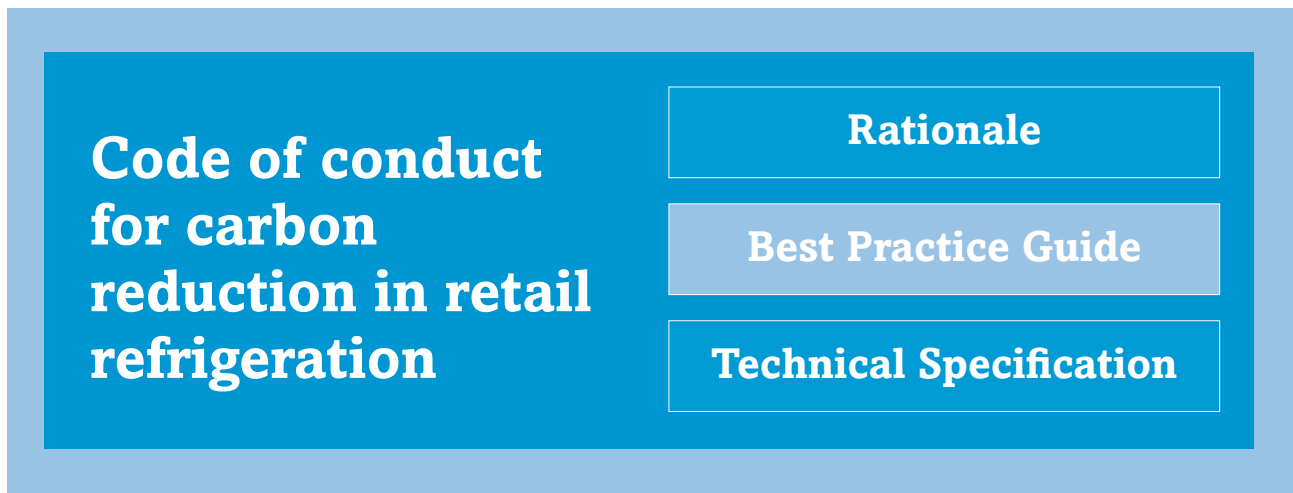 Code of conduct
for carbon
reduction in retail
refrigeration
Rationale
Best Practice Guide
Technical Specification